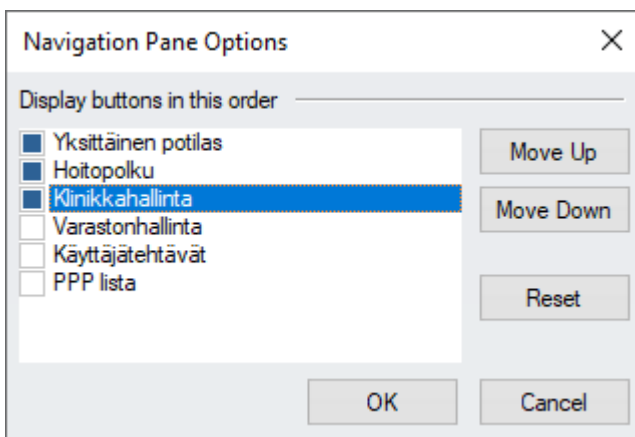 Navigation Pane Options
Display buttons in this order
Yksittäinen potilas
Hoitopolku
Klinikkahallinta
Varastonhallinta
Käyttäjätehtävät
PPP lista
Move Up
Move Down
Reset
OK
Cancel